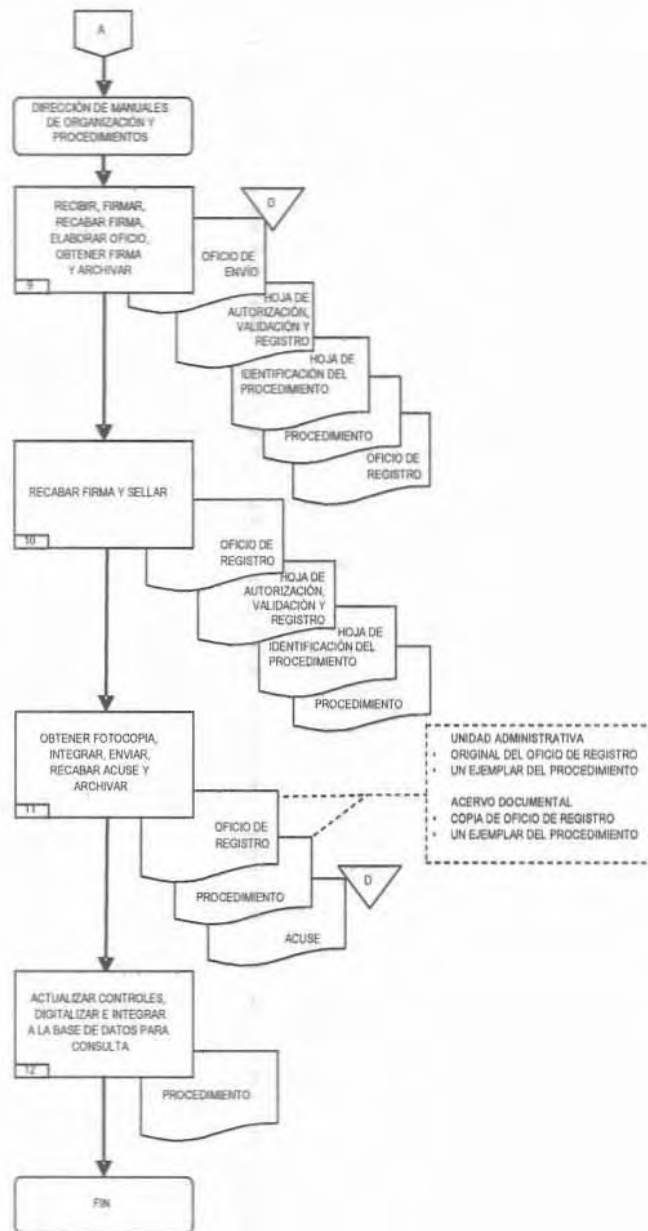 A
DIRECCIÓN DE MANUALES
DE ORGANIZACIÓN Y
PROCEDIMIENTOS
RECIBIR, FIRMAR,
RECABAR FIRMA,
ELABORAR OFICIO,
OBTENER FIRMA
Y ARCHIVAR
9
D
OFICIO DE
ENVÍO
HOJA DE
AUTORIZACIÓN,
VALIDACIÓN Y
REGISTRO
HOJA DE
IDENTIFICACIÓN DEL
PROCEDIMIENTO
PROCEDIMIENTO
OFICIO DE
REGISTRO
RECABAR FIRMA Y SELLAR
10
OFICIO DE
REGISTRO
HOJA DE
AUTORIZACIÓN,
VALIDACIÓN Y
REGISTRO
HOJA DE
IDENTIFICACIÓN DEL
PROCEDIMIENTO
PROCEDIMIENTO
OBTENER FOTOCOPIA,
INTEGRAR, ENVIAR,
RECABAR ACUSE Y
ARCHIVAR
11
OFICIO DE
REGISTRO
PROCEDIMIENTO
D
ACUSE
UNIDAD ADMINISTRATIVA
• ORIGINAL DEL OFICIO DE REGISTRO
• UN EJEMPLAR DEL PROCEDIMIENTO
ACERVO DOCUMENTAL
• COPIA DE OFICIO DE REGISTRO
• UN EJEMPLAR DEL PROCEDIMIENTO
ACTUALIZAR CONTROLES,
DIGITALIZAR E INTEGRAR
A LA BASE DE DATOS PARA
CONSULTA
12
PROCEDIMIENTO
FIN